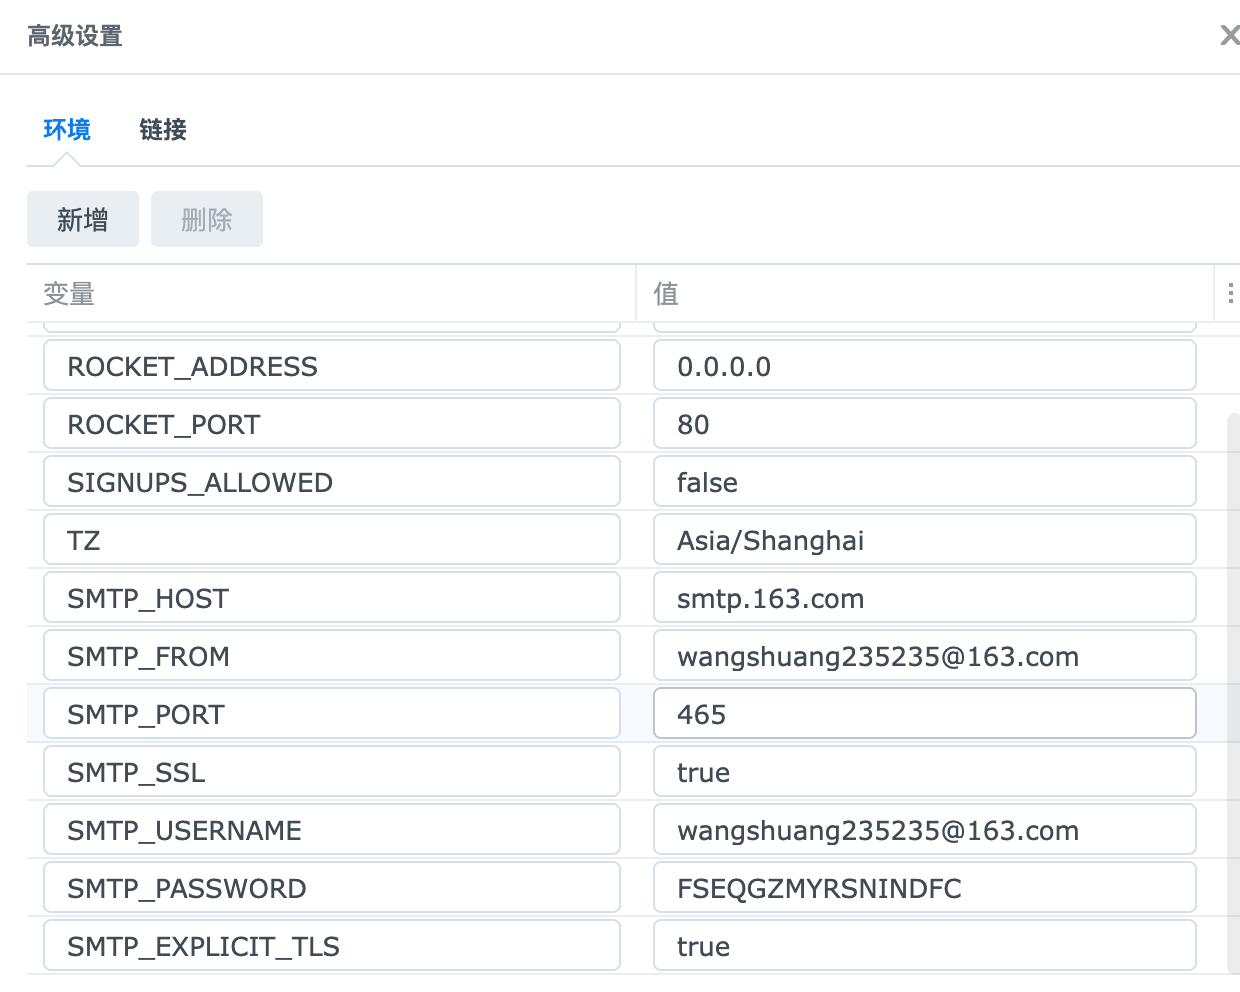 高级设置
环境 链接
新增 删除
变量 值
ROCKET_ADDRESS 0.0.0.0
ROCKET_PORT 80
SIGNUPS_ALLOWED false
TZ Asia/Shanghai
SMTP_HOST smtp.163.com
SMTP_FROM wangshuang235235@163.com
SMTP_PORT 465
SMTP_SSL true
SMTP_USERNAME wangshuang235235@163.com
SMTP_PASSWORD FSEQGZMYRSNINDFC
SMTP_EXPLICIT_TLS true